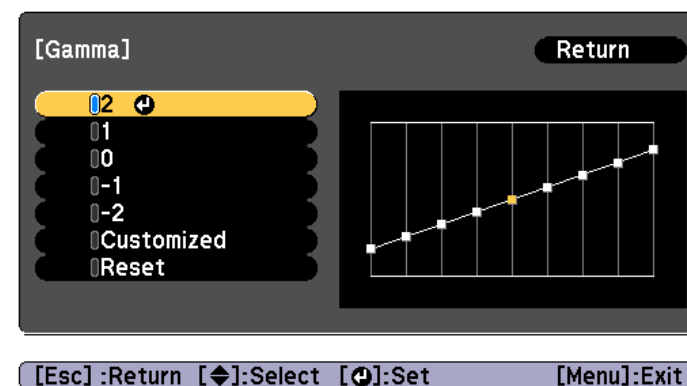 [Gamma]
Return
2
1
0
-1
-2
Customized
Reset
[Esc] :Return [◆]:Select [⏎]:Set [Menu]:Exit